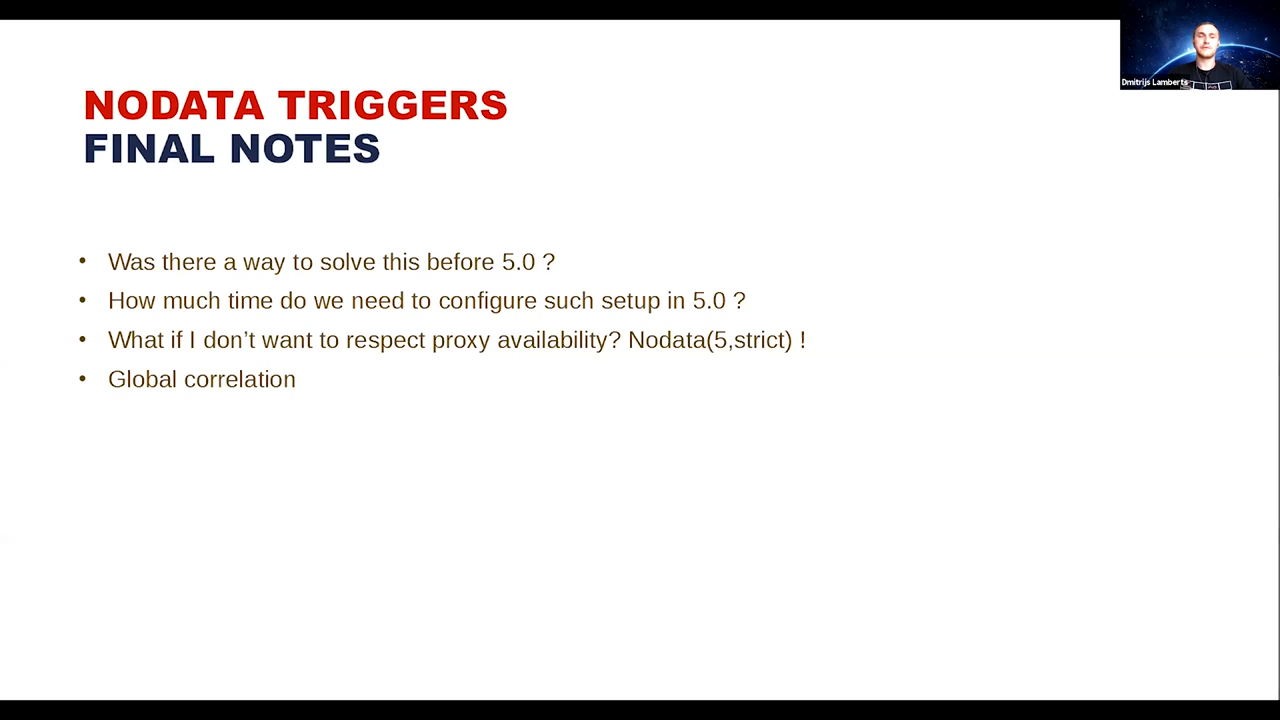 NODATA TRIGGERS
FINAL NOTES
• Was there a way to solve this before 5.0 ?
• How much time do we need to configure such setup in 5.0 ?
• What if I don’t want to respect proxy availability? Nodata(5,strict) !
• Global correlation
Dmitrijs Lamberts